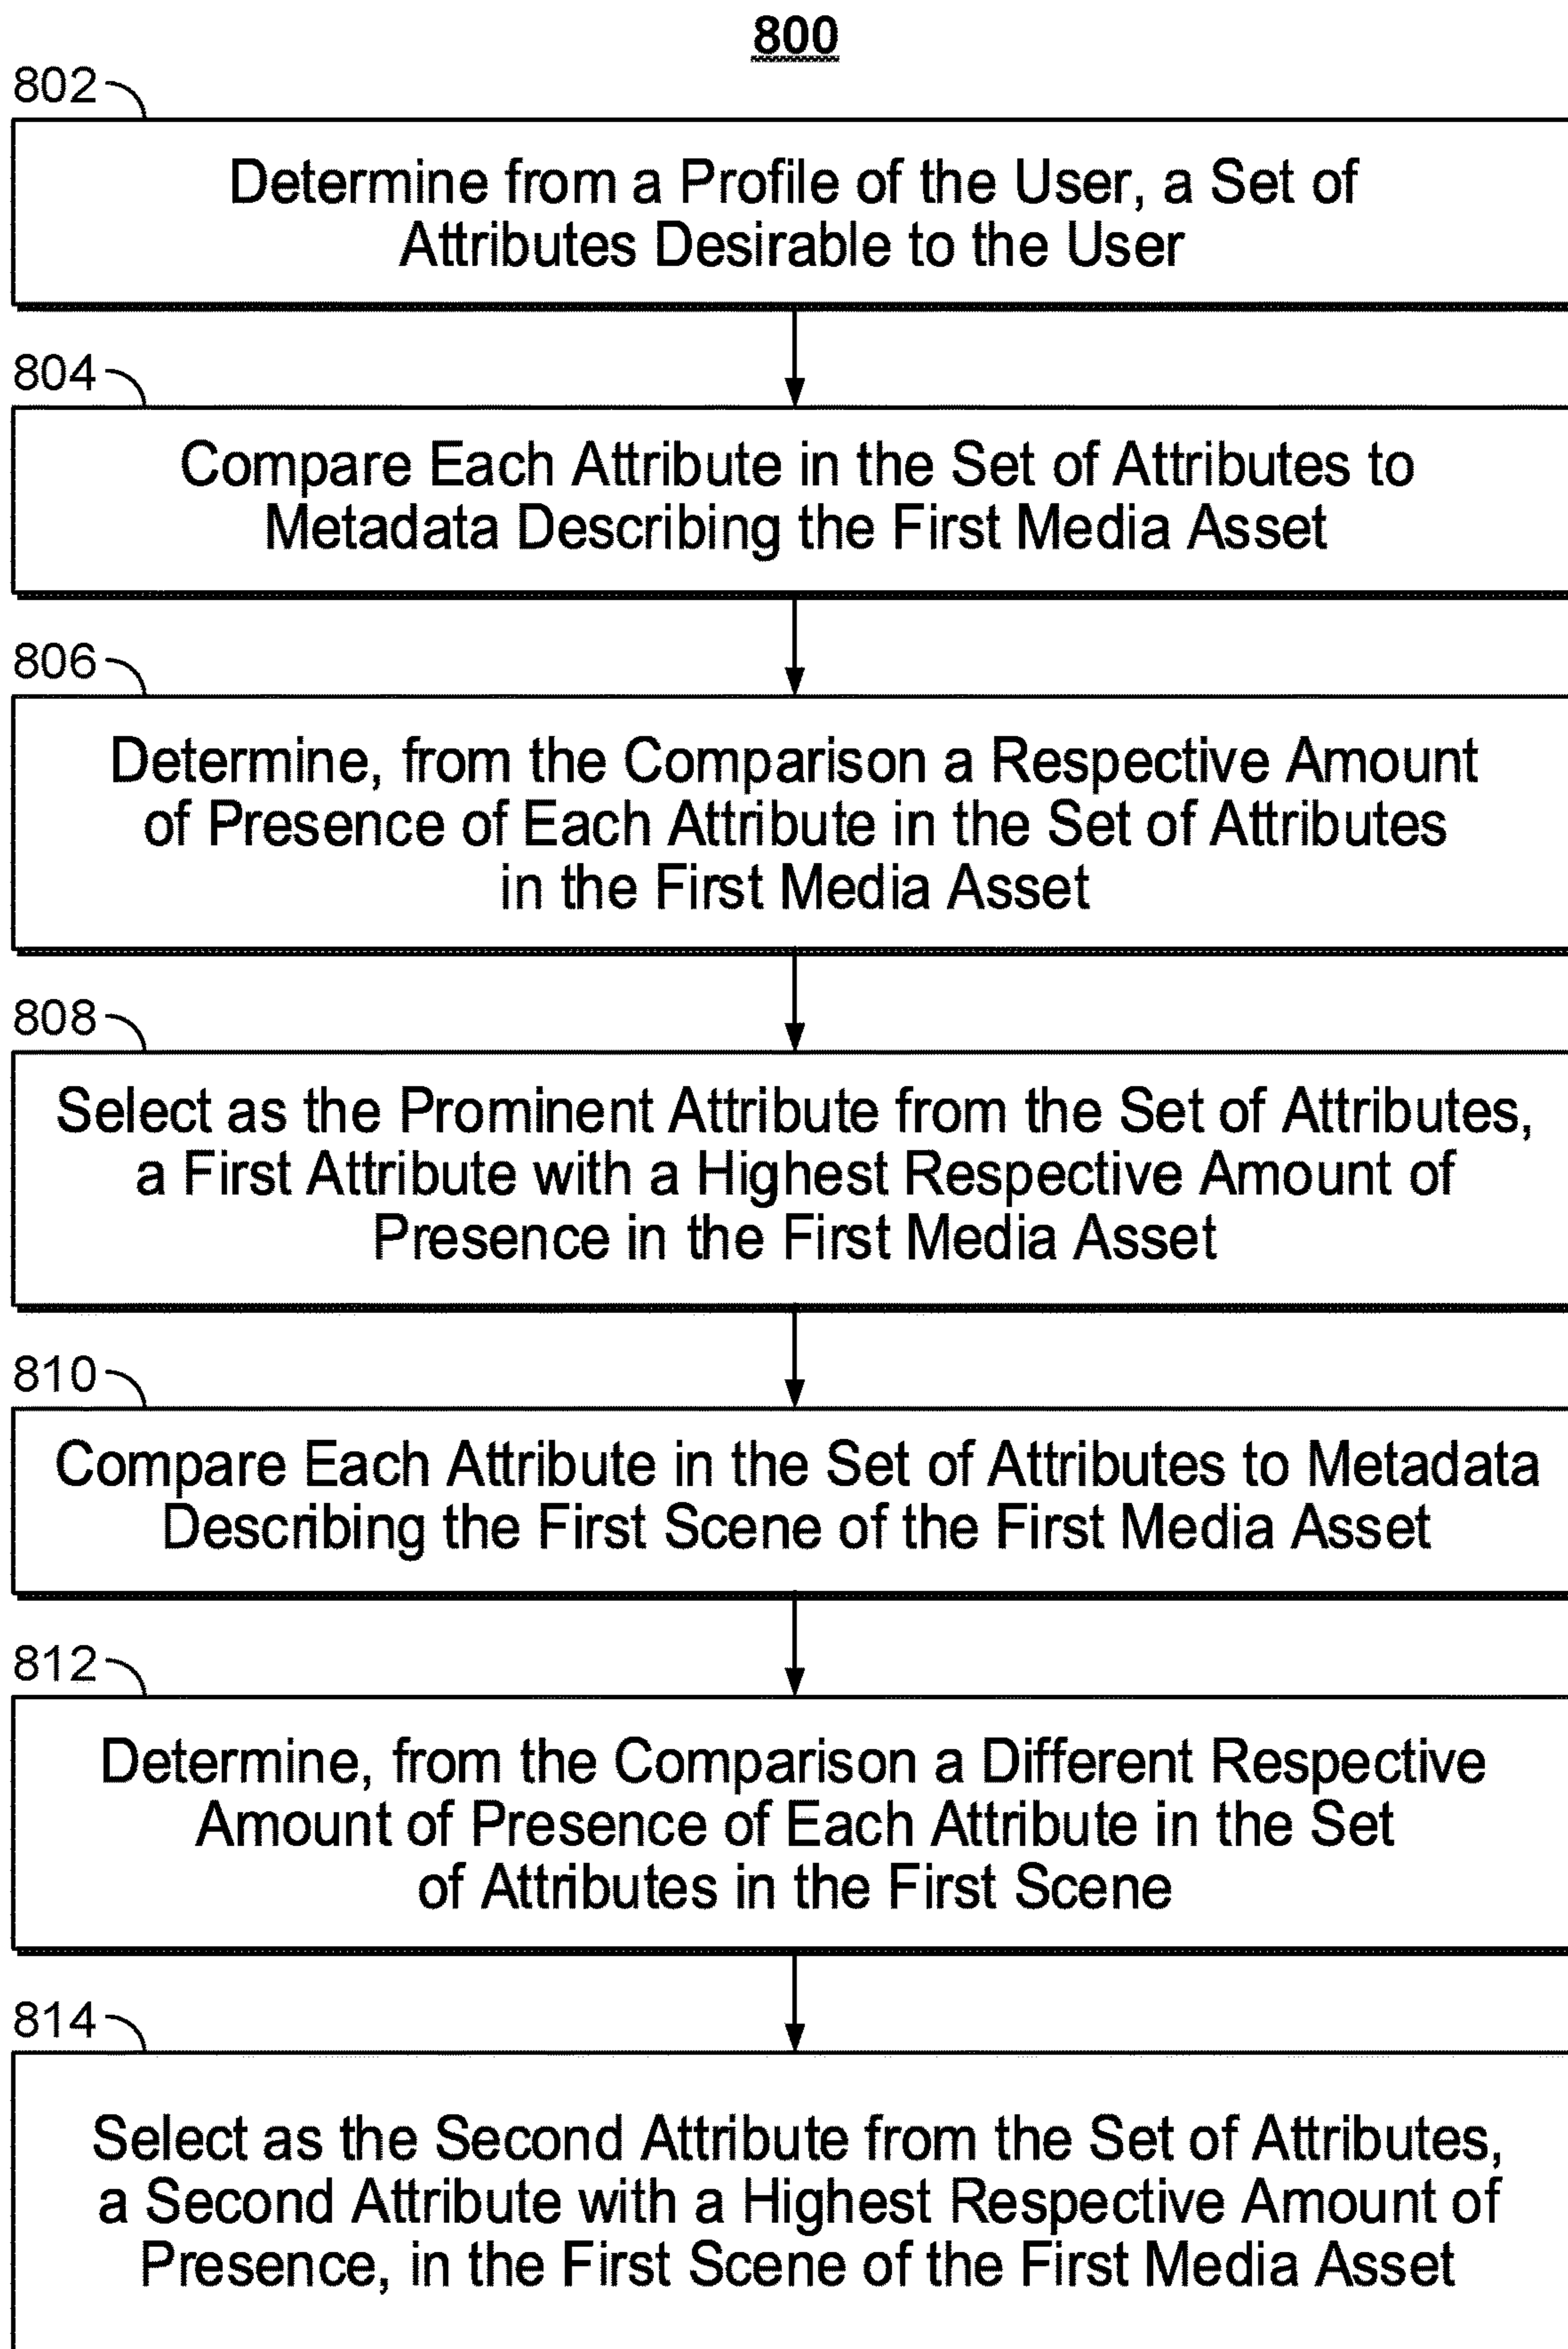 800
802
Determine from a Profile of the User, a Set of
Attributes Desirable to the User
804
Compare Each Attribute in the Set of Attributes to
Metadata Describing the First Media Asset
806
Determine, from the Comparison a Respective Amount
of Presence of Each Attribute in the Set of Attributes
in the First Media Asset
808
Select as the Prominent Attribute from the Set of Attributes,
a First Attribute with a Highest Respective Amount of
Presence in the First Media Asset
810
Compare Each Attribute in the Set of Attributes to Metadata
Describing the First Scene of the First Media Asset
812
Determine, from the Comparison a Different Respective
Amount of Presence of Each Attribute in the Set
of Attributes in the First Scene
814
Select as the Second Attribute from the Set of Attributes,
a Second Attribute with a Highest Respective Amount of
Presence, in the First Scene of the First Media Asset